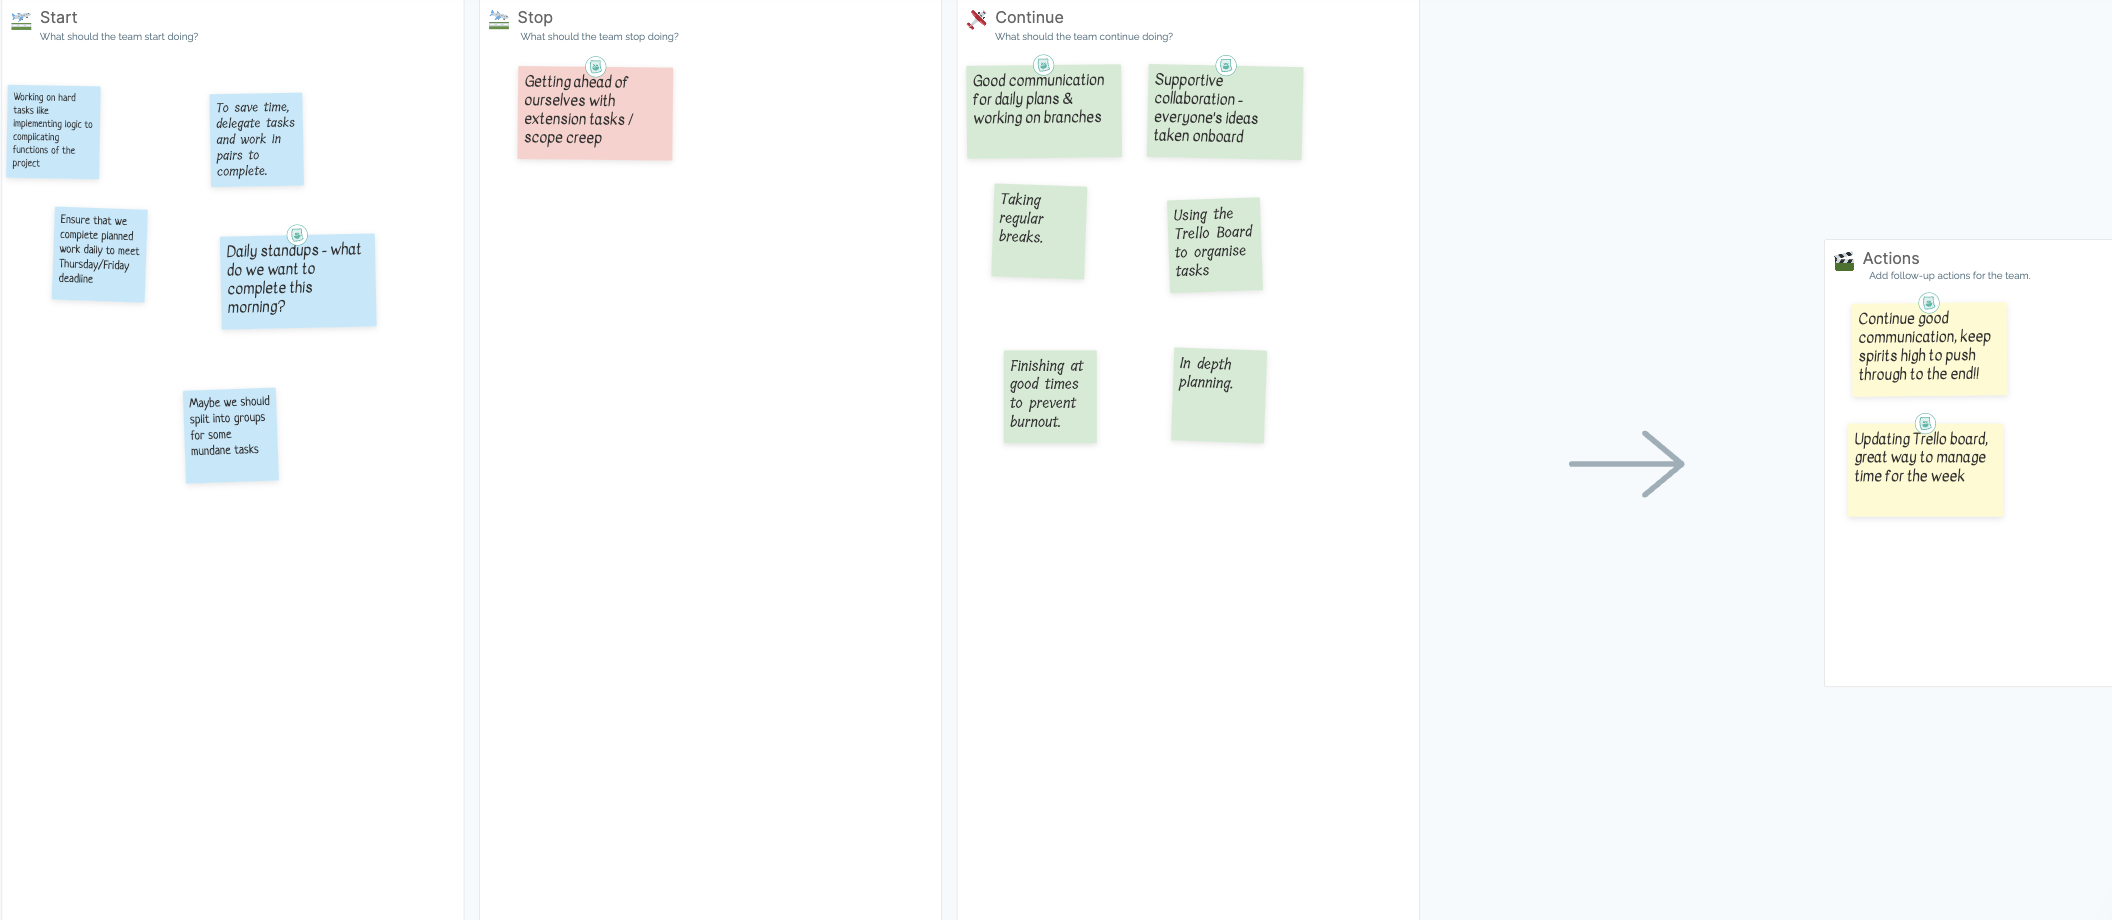 Start
What should the team start doing?
Working on hard
tasks like
implementing logic to
complicating
functions of the
project
To save time,
delegate tasks
and work in
pairs to
complete.
Ensure that we
complete planned
work daily to meet
Thursday/Friday
deadline
Daily standups - what
do we want to
complete this
morning?
Maybe we should
split into groups
for some
mundane tasks
Stop
What should the team stop doing?
Getting ahead of
ourselves with
extension tasks /
scope creep
Continue
What should the team continue doing?
Good communication
for daily plans &
working on branches
Supportive
collaboration -
everyone's ideas
taken onboard
Taking
regular
breaks.
Using the
Trello Board
to organise
tasks
Finishing at
good times
to prevent
burnout.
In depth
planning.
Actions
Add follow-up actions for the team.
Continue good
communication, keep
spirits high to push
through to the end!!
Updating Trello board,
great way to manage
time for the week